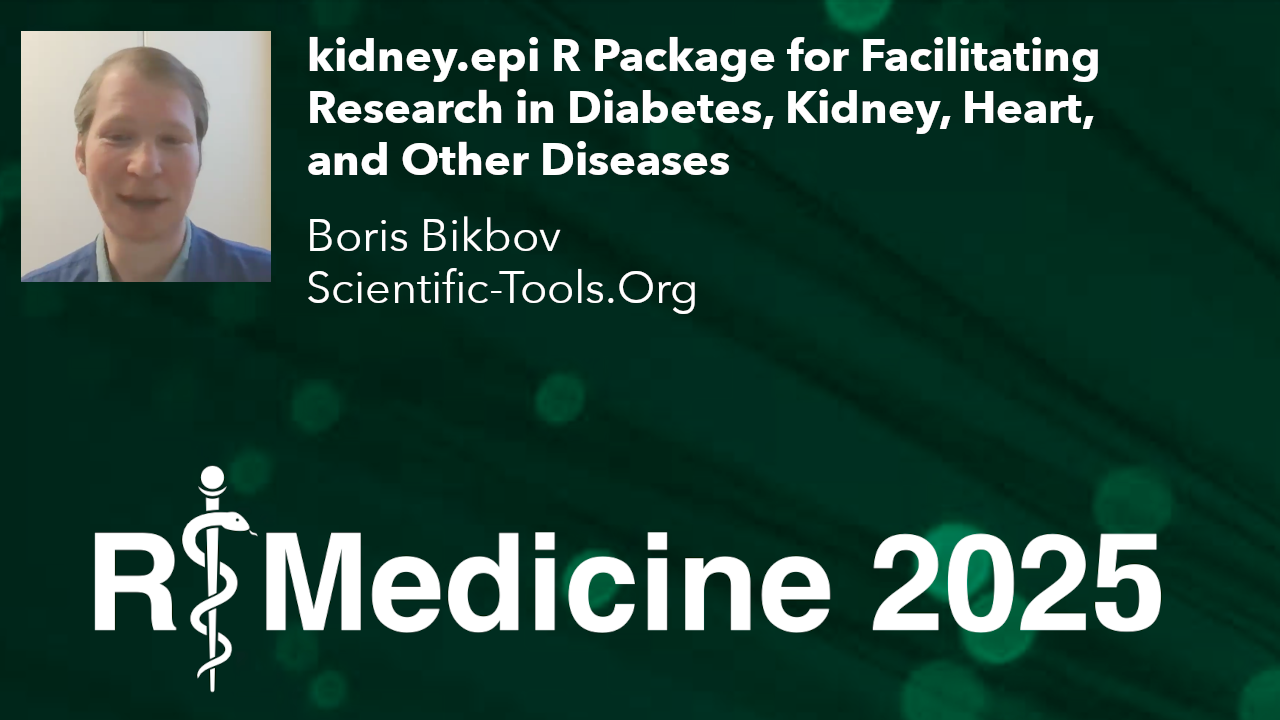 kidney.epi R Package for Facilitating
Research in Diabetes, Kidney, Heart,
and Other Diseases
Boris Bikbov
Scientific-Tools.Org
R Medicine 2025